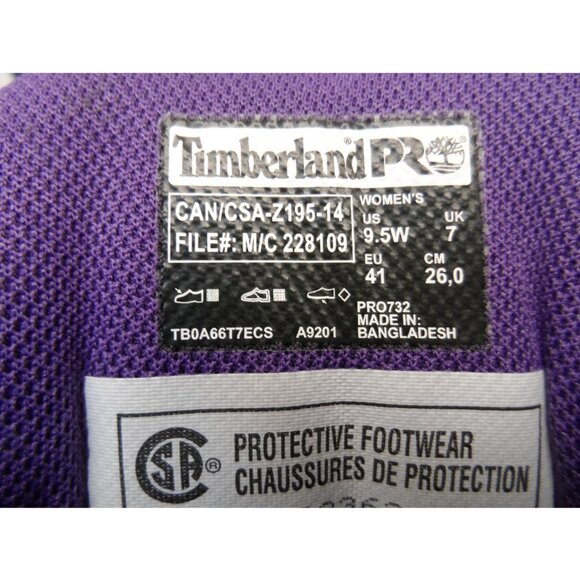 Timberland PRO
CAN/CSA-Z195-14
FILE#: M/C 228109
WOMEN'S
US UK
9.5W 7
EU CM
41 26,0
PRO732
MADE IN:
BANGLADESH
TB0A66T7ECS A9201
CSA ®
PROTECTIVE FOOTWEAR
CHAUSSURES DE PROTECTION